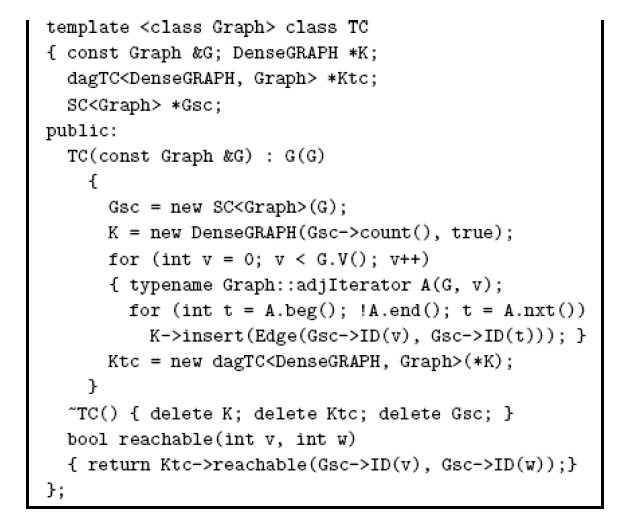 template <class Graph> class TC
{ const Graph &G; DenseGRAPH *K;
  dagTC<DenseGRAPH, Graph> *Ktc;
  SC<Graph> *Gsc;
public:
  TC(const Graph &G) : G(G)
    {
      Gsc = new SC<Graph>(G);
      K = new DenseGRAPH(Gsc->count(), true);
      for (int v = 0; v < G.V(); v++)
      { typename Graph::adjIterator A(G, v);
        for (int t = A.beg(); !A.end(); t = A.nxt())
          K->insert(Edge(Gsc->ID(v), Gsc->ID(t))); }
      Ktc = new dagTC<DenseGRAPH, Graph>(*K);
    }
  ~TC() { delete K; delete Ktc; delete Gsc; }
  bool reachable(int v, int w)
  { return Ktc->reachable(Gsc->ID(v), Gsc->ID(w));}
};